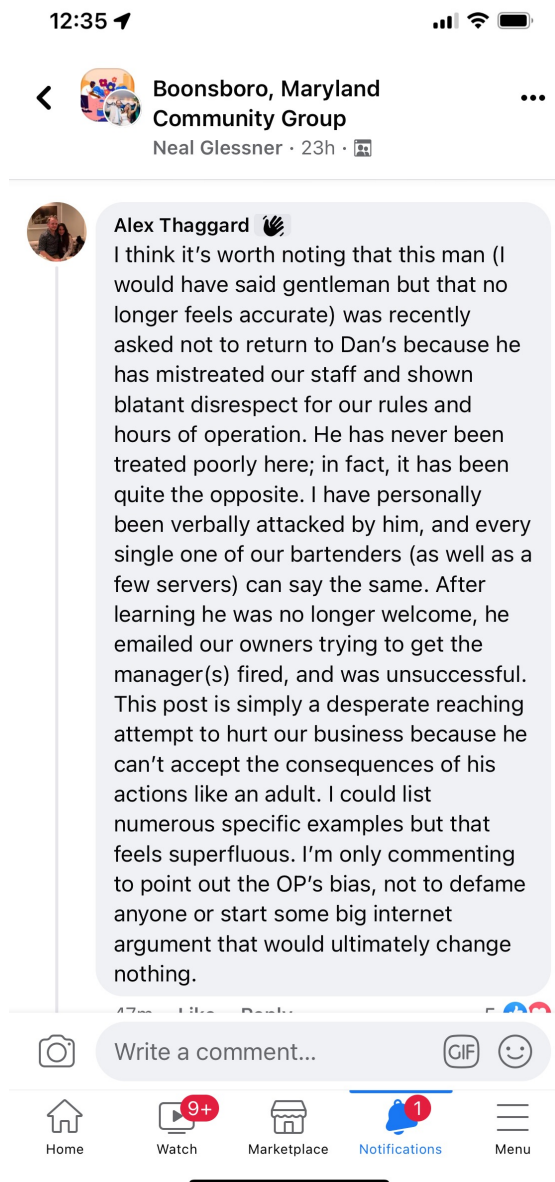 12:35
Boonsboro, Maryland
Community Group
Neal Glessner · 23h ·
Alex Thaggard 👋
I think it's worth noting that this man (I
would have said gentleman but that no
longer feels accurate) was recently
asked not to return to Dan's because he
has mistreated our staff and shown
blatant disrespect for our rules and
hours of operation. He has never been
treated poorly here; in fact, it has been
quite the opposite. I have personally
been verbally attacked by him, and every
single one of our bartenders (as well as a
few servers) can say the same. After
learning he was no longer welcome, he
emailed our owners trying to get the
manager(s) fired, and was unsuccessful.
This post is simply a desperate reaching
attempt to hurt our business because he
can't accept the consequences of his
actions like an adult. I could list
numerous specific examples but that
feels superfluous. I'm only commenting
to point out the OP's bias, not to defame
anyone or start some big internet
argument that would ultimately change
nothing.
47m Like Reply 5
Write a comment...
GIF
9+
1
Home Watch Marketplace Notifications Menu